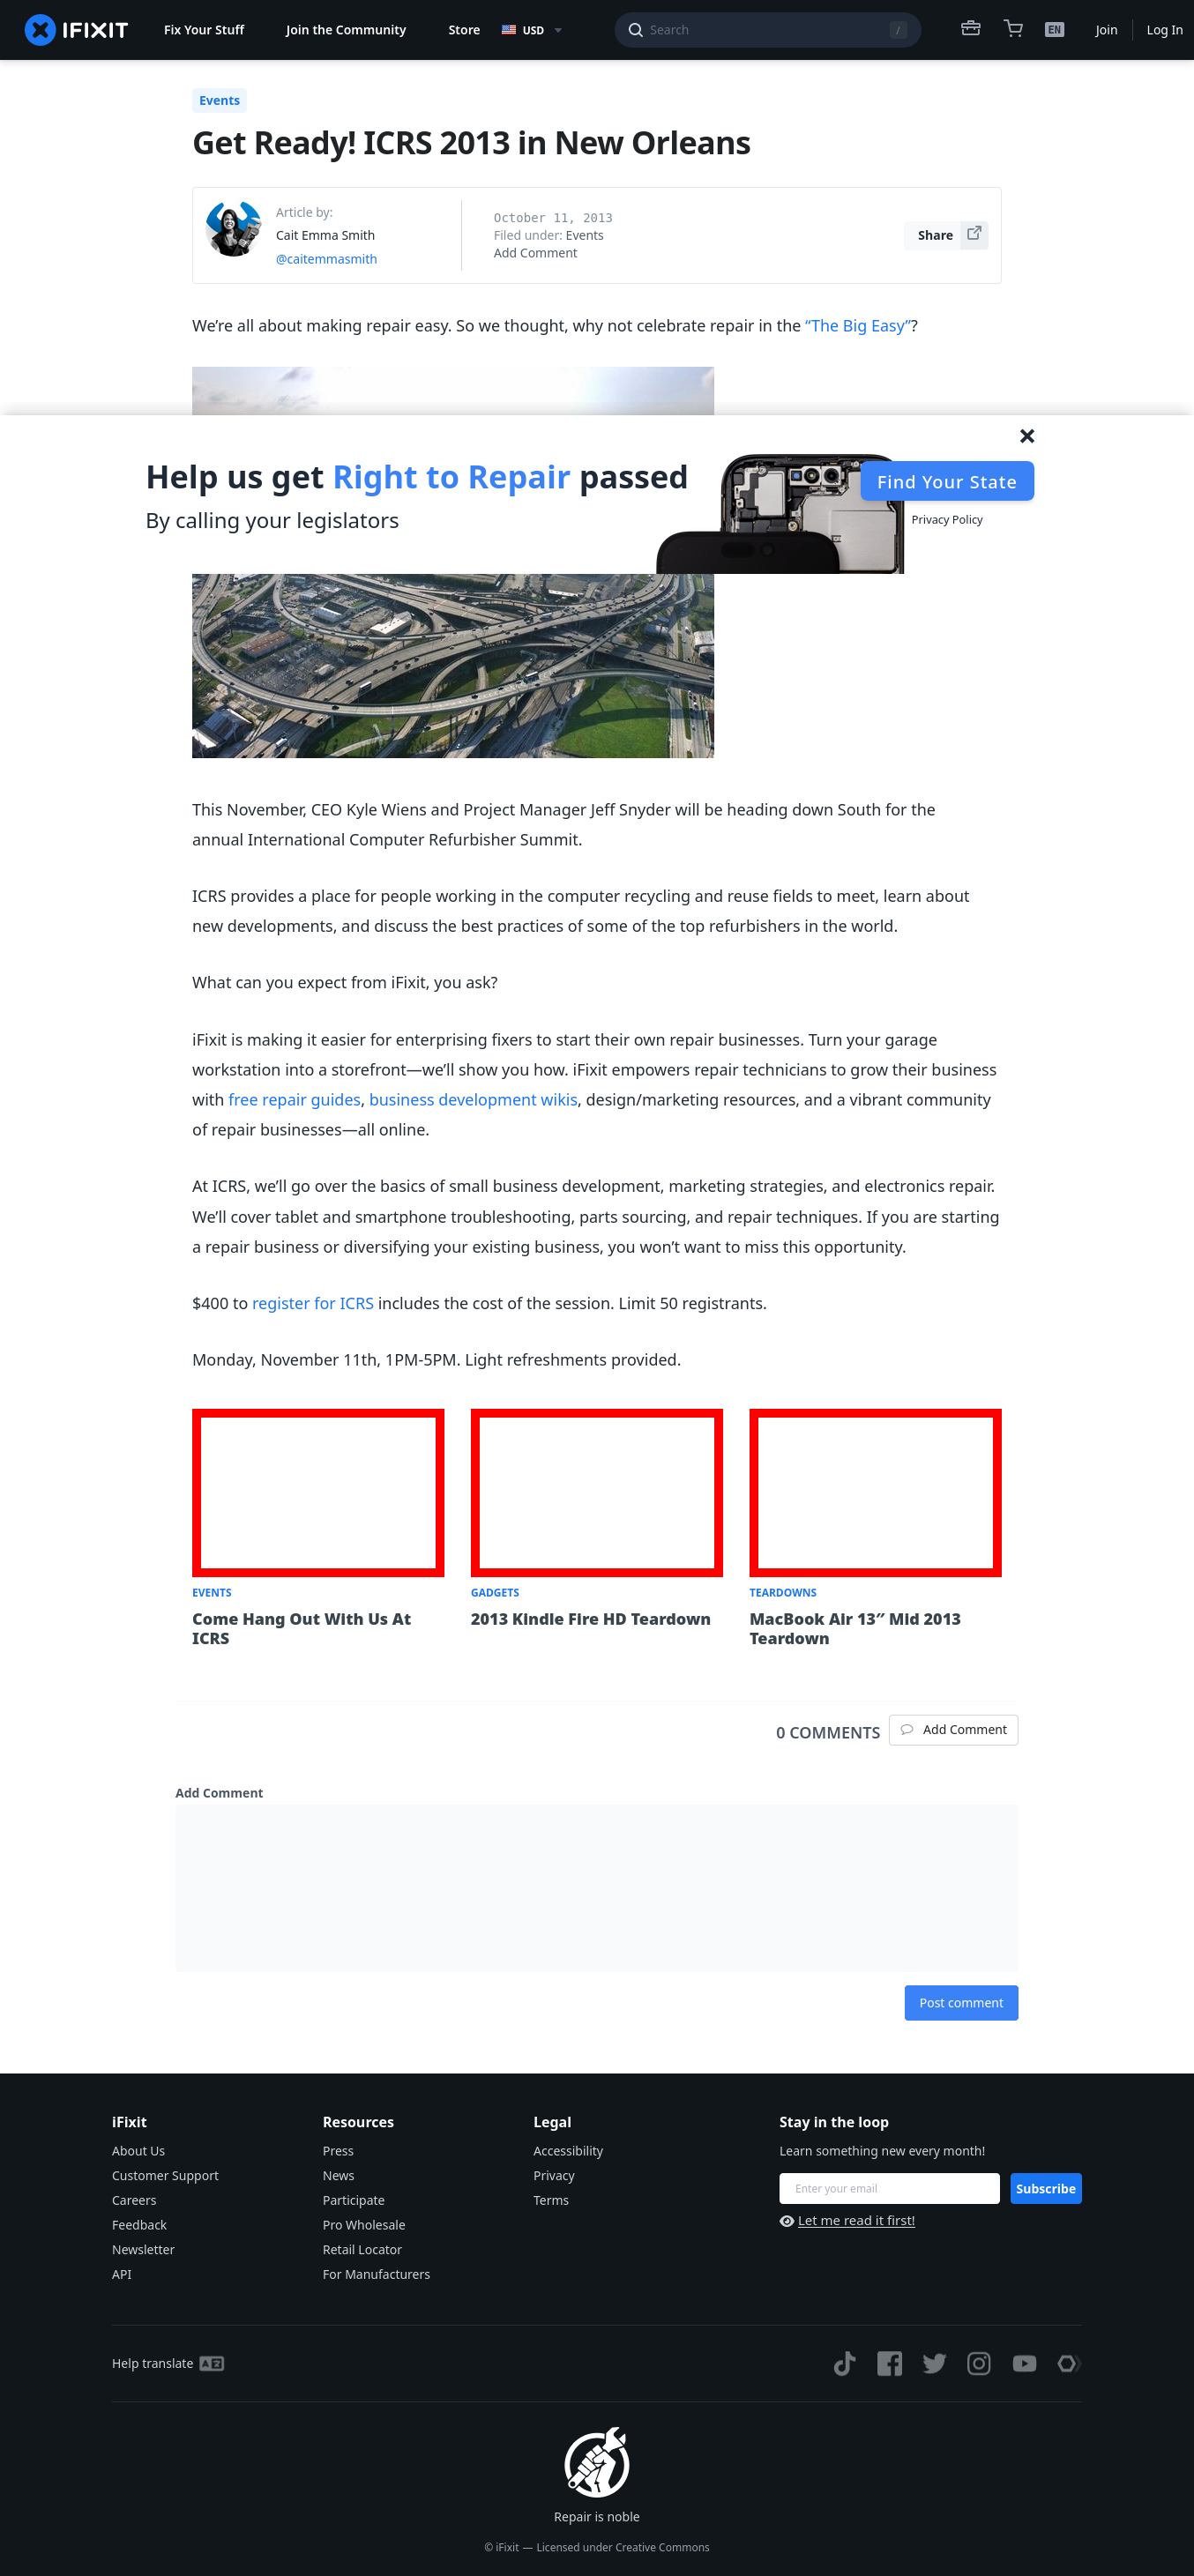 IFIXIT
Fix Your Stuff
Join the Community
Store
USD
Search
/
EN
Join
Log In
Events
Get Ready! ICRS 2013 in New Orleans
Article by:
Cait Emma Smith
@caitemmasmith
October 11, 2013
Filed under: Events
Add Comment
Share
We’re all about making repair easy. So we thought, why not celebrate repair in the “The Big Easy”?
Help us get Right to Repair passed
By calling your legislators
Find Your State
Privacy Policy
This November, CEO Kyle Wiens and Project Manager Jeff Snyder will be heading down South for the
annual International Computer Refurbisher Summit.
ICRS provides a place for people working in the computer recycling and reuse fields to meet, learn about
new developments, and discuss the best practices of some of the top refurbishers in the world.
What can you expect from iFixit, you ask?
iFixit is making it easier for enterprising fixers to start their own repair businesses. Turn your garage
workstation into a storefront—we’ll show you how. iFixit empowers repair technicians to grow their business
with free repair guides, business development wikis, design/marketing resources, and a vibrant community
of repair businesses—all online.
At ICRS, we’ll go over the basics of small business development, marketing strategies, and electronics repair.
We’ll cover tablet and smartphone troubleshooting, parts sourcing, and repair techniques. If you are starting
a repair business or diversifying your existing business, you won’t want to miss this opportunity.
$400 to register for ICRS includes the cost of the session. Limit 50 registrants.
Monday, November 11th, 1PM-5PM. Light refreshments provided.
EVENTS
Come Hang Out With Us At
ICRS
GADGETS
2013 Kindle Fire HD Teardown
TEARDOWNS
MacBook Air 13″ Mid 2013
Teardown
0 COMMENTS
Add Comment
Add Comment
Post comment
iFixit
About Us
Customer Support
Careers
Feedback
Newsletter
API
Resources
Press
News
Participate
Pro Wholesale
Retail Locator
For Manufacturers
Legal
Accessibility
Privacy
Terms
Stay in the loop
Learn something new every month!
Enter your email
Subscribe
Let me read it first!
Help translate
Repair is noble
© iFixit — Licensed under Creative Commons